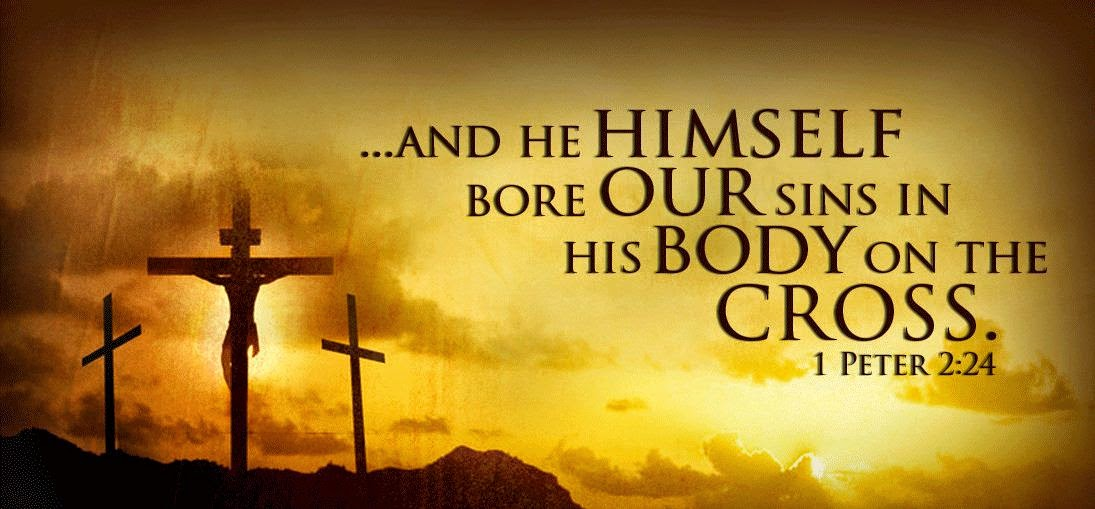 ...AND HE HIMSELF
BORE OUR SINS IN
HIS BODY ON THE
CROSS.
1 PETER 2:24